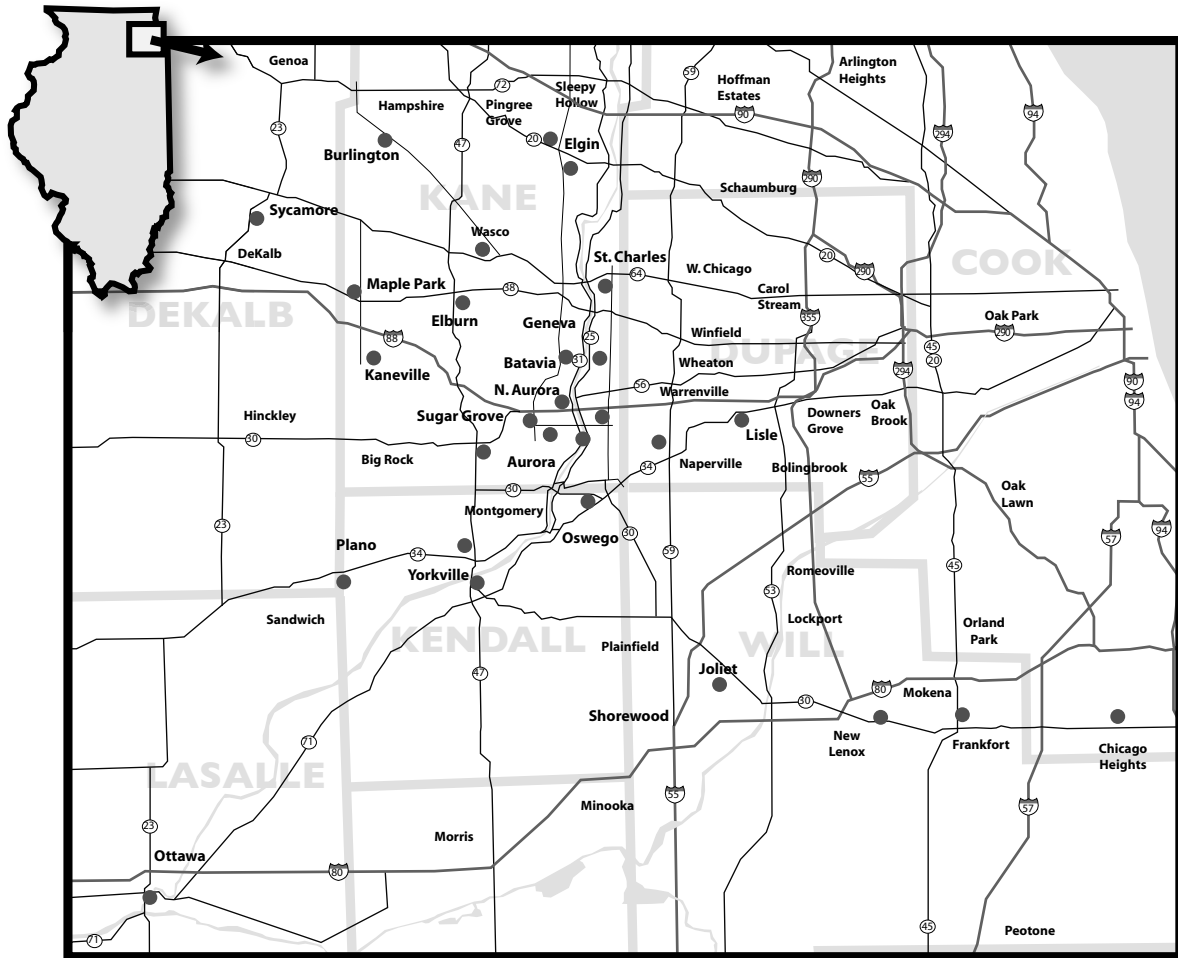 Genoa
59
Arlington
Heights
Hoffman
Estates
72
Sleepy
Hollow
Hampshire
Pingree
Grove
90
94
23
47
20
Elgin
294
Burlington
290
Schaumburg
KANE
Sycamore
Wasco
DeKalb
St. Charles
20
COOK
W. Chicago
64
290
Maple Park
38
Carol
Stream
DEKALB
Elburn
Geneva
355
Oak Park
88
25
Winfield
290
45
DUPAGE
20
Batavia
31
Wheaton
Kaneville
294
90
N. Aurora
56
Warrenville
94
Hinckley
Sugar Grove
Downers
Grove
Oak
Brook
30
Lisle
Big Rock
Aurora
34
Naperville
Bolingbrook
55
30
Oak
Lawn
Montgomery
23
Oswego
30
94
57
Plano
34
59
45
Yorkville
Romeoville
53
Sandwich
Lockport
KENDALL
Plainfield
WILL
Orland
Park
47
Joliet
80
Mokena
30
Shorewood
71
New
Lenox
Frankfort
Chicago
Heights
LASALLE
55
Minooka
57
23
Morris
Ottawa
80
45
Peotone
71